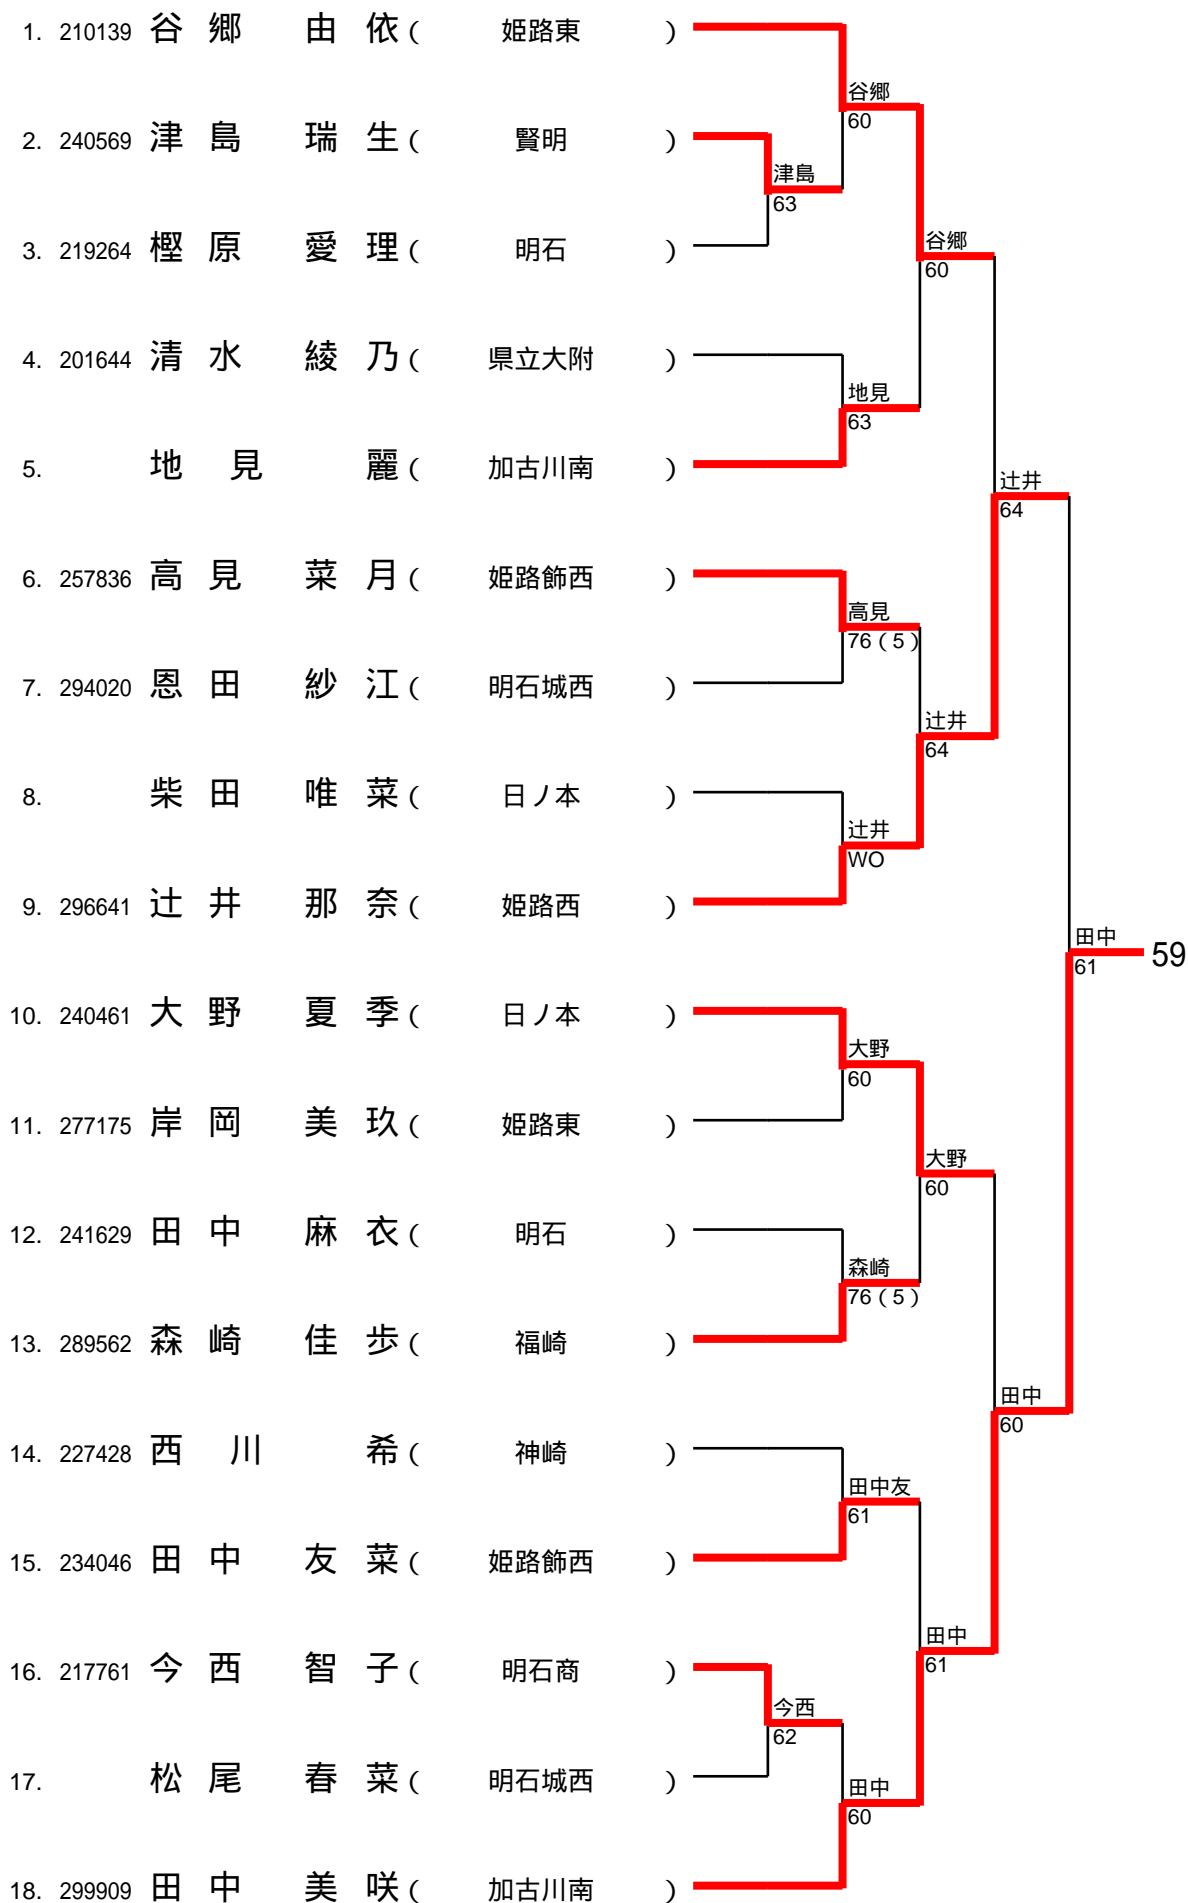 1. 210139 谷郷 由依 ( 姫路東 )
谷郷
60
2. 240569 津島 瑞生 ( 賢明 )
津島
63
3. 219264 樫原 愛理 ( 明石 )
谷郷
60
4. 201644 清水 綾乃 ( 県立大附 )
地見
63
5. 地見 麗 ( 加古川南 )
辻井
64
6. 257836 高見 菜月 ( 姫路飾西 )
高見
76(5)
7. 294020 恩田 紗江 ( 明石城西 )
辻井
64
8. 柴田 唯菜 ( 日ノ本 )
辻井
WO
9. 296641 辻井 那奈 ( 姫路西 )
田中
61
59
10. 240461 大野 夏季 ( 日ノ本 )
大野
60
11. 277175 岸岡 美玖 ( 姫路東 )
大野
60
12. 241629 田中 麻衣 ( 明石 )
森崎
76(5)
13. 289562 森崎 佳歩 ( 福崎 )
田中
60
14. 227428 西川 希 ( 神崎 )
田中友
61
15. 234046 田中 友菜 ( 姫路飾西 )
田中
61
16. 217761 今西 智子 ( 明石商 )
今西
62
17. 松尾 春菜 ( 明石城西 )
田中
60
18. 299909 田中 美咲 ( 加古川南 )